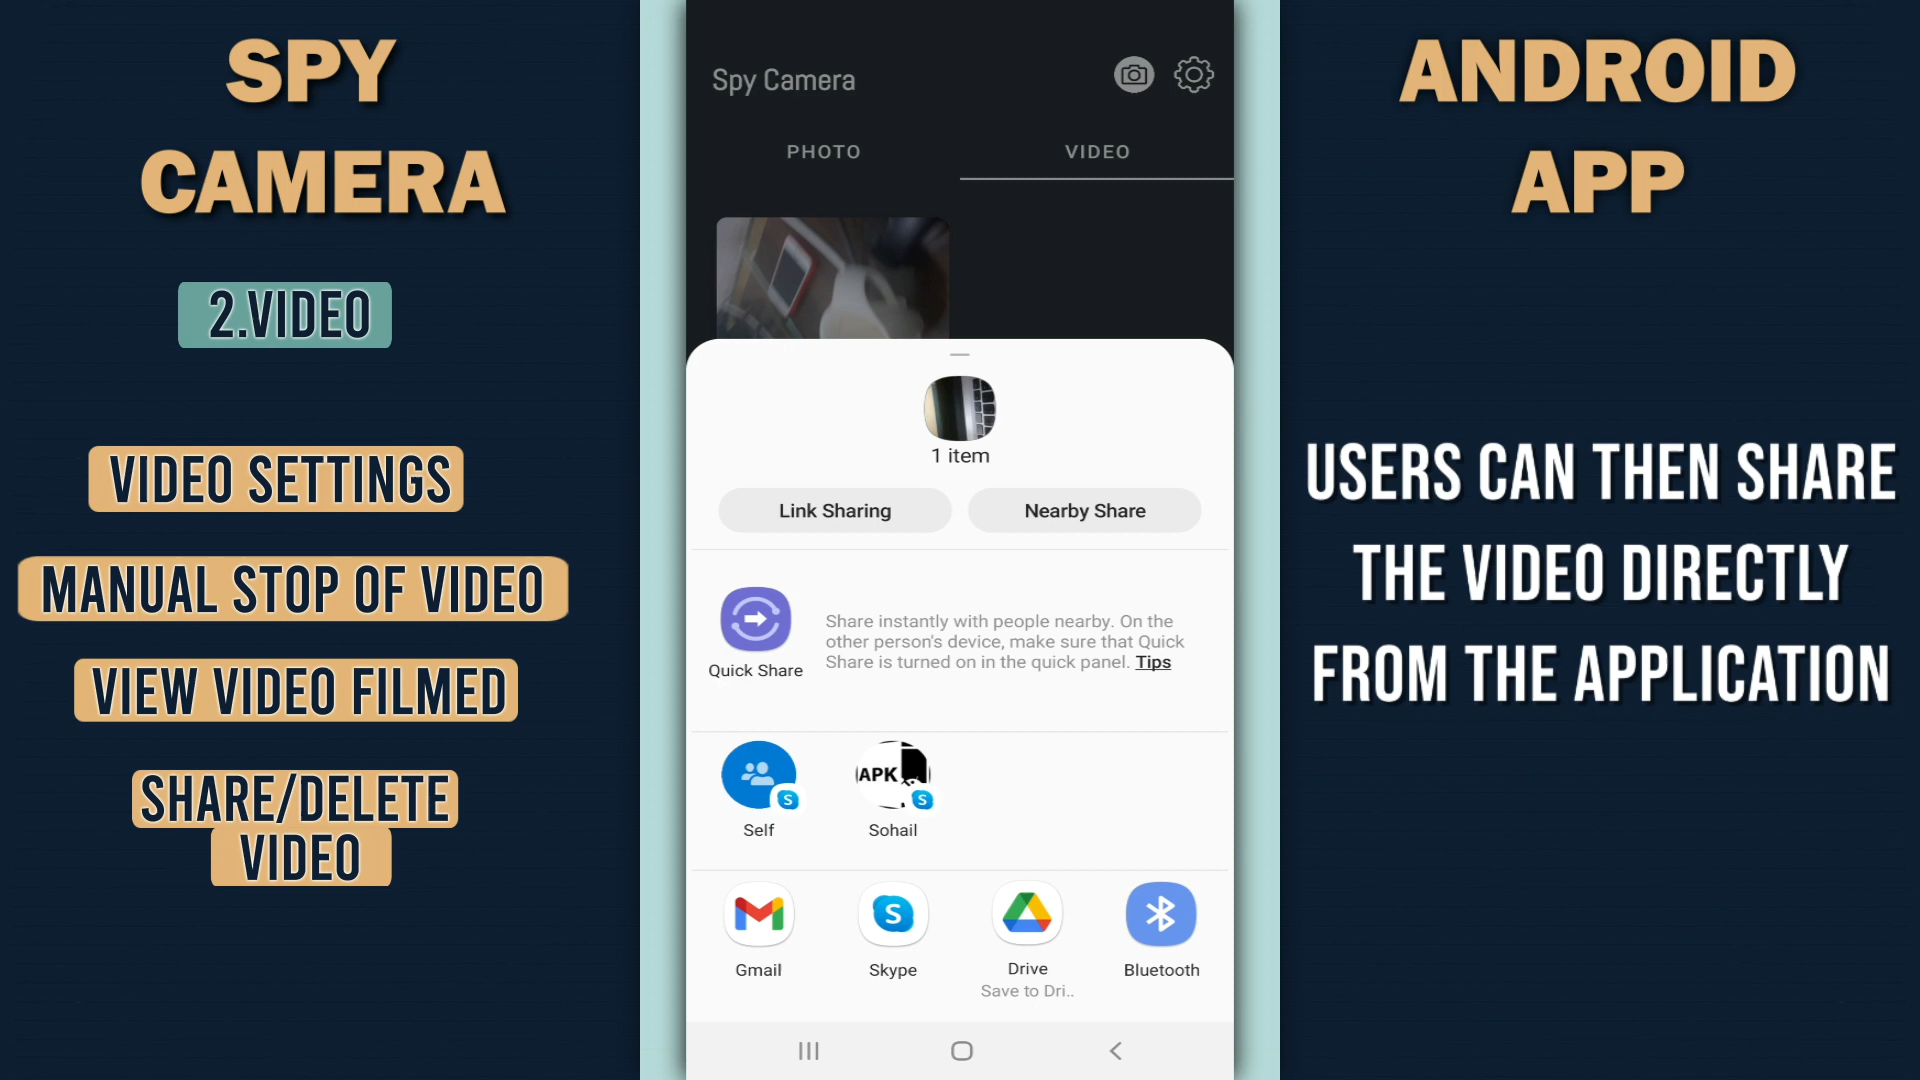 SPY
CAMERA
2.VIDEO
VIDEO SETTINGS
MANUAL STOP OF VIDEO
VIEW VIDEO FILMED
SHARE/DELETE
VIDEO
Spy Camera
PHOTO
VIDEO
1 item
Link Sharing
Nearby Share
Quick Share
Share instantly with people nearby. On the
other person's device, make sure that Quick
Share is turned on in the quick panel. Tips
APK
S
S
Self
Sohail
S
Gmail
Skype
Drive
Save to Dri..
Bluetooth
ANDROID
APP
USERS CAN THEN SHARE
THE VIDEO DIRECTLY
FROM THE APPLICATION